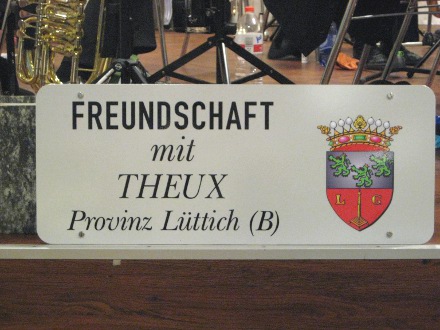 FREUNDSCHAFT
mit
THEUX
Provinz Lüttich (B)
L G